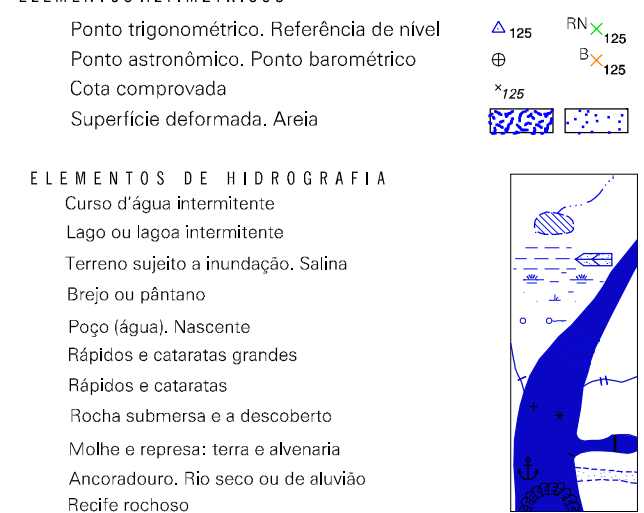 ELEMENTOS ALTIMÉTRICOS
Ponto trigonométrico. Referência de nível 125 RN 125
Ponto astronômico. Ponto barométrico B 125
Cota comprovada 125
Superfície deformada. Areia
ELEMENTOS DE HIDROGRAFIA
Curso d'água intermitente
Lago ou lagoa intermitente
Terreno sujeito a inundação. Salina
Brejo ou pântano
Poço (água). Nascente
Rápidos e cataratas grandes
Rápidos e cataratas
Rocha submersa e a descoberto
Molhe e represa: terra e alvenaria
Ancoradouro. Rio seco ou de aluvião
Recife rochoso